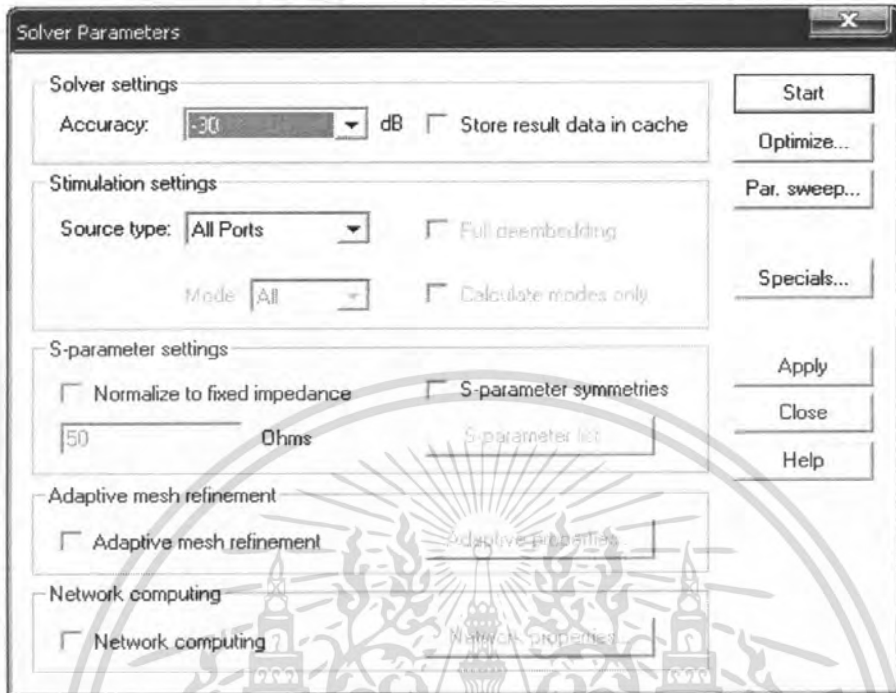 Solver Parameters
Solver settings
Accuracy: -30 dB Store result data in cache
Stimulation settings
Source type: All Ports Full deembedding
Mode All Calculate modes only
S-parameter settings
Normalize to fixed impedance S-parameter symmetries
50 Ohms S-parameter list
Adaptive mesh refinement
Adaptive mesh refinement Adaptive properties...
Network computing
Network computing Network properties...
Start
Optimize...
Par. sweep...
Specials...
Apply
Close
Help